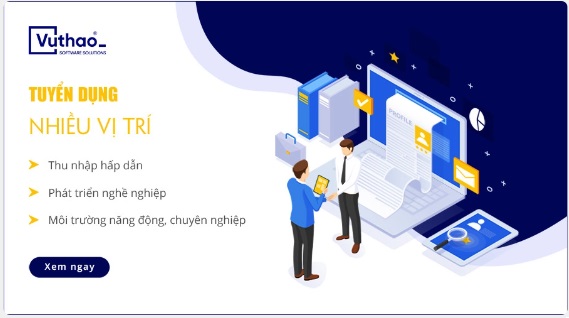 Vuthao®
SOFTWARE SOLUTIONS
TUYỂN DỤNG
NHIỀU VỊ TRÍ
Thu nhập hấp dẫn
Phát triển nghề nghiệp
Môi trường năng động, chuyên nghiệp
Xem ngay
PROFILE